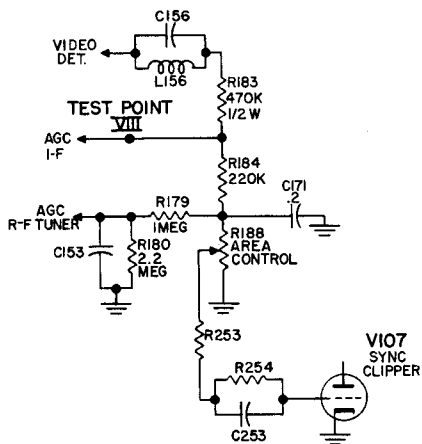 C156
VIDEO
DET.
L156
R183
470K
1/2 W
TEST POINT
VIII
AGC
I-F
R184
220K
C171
.2
AGC
R-F TUNER
R179
1MEG
R188
AREA
CONTROL
C153
R180
2.2
MEG
R253
V107
SYNC
CLIPPER
R254
C253